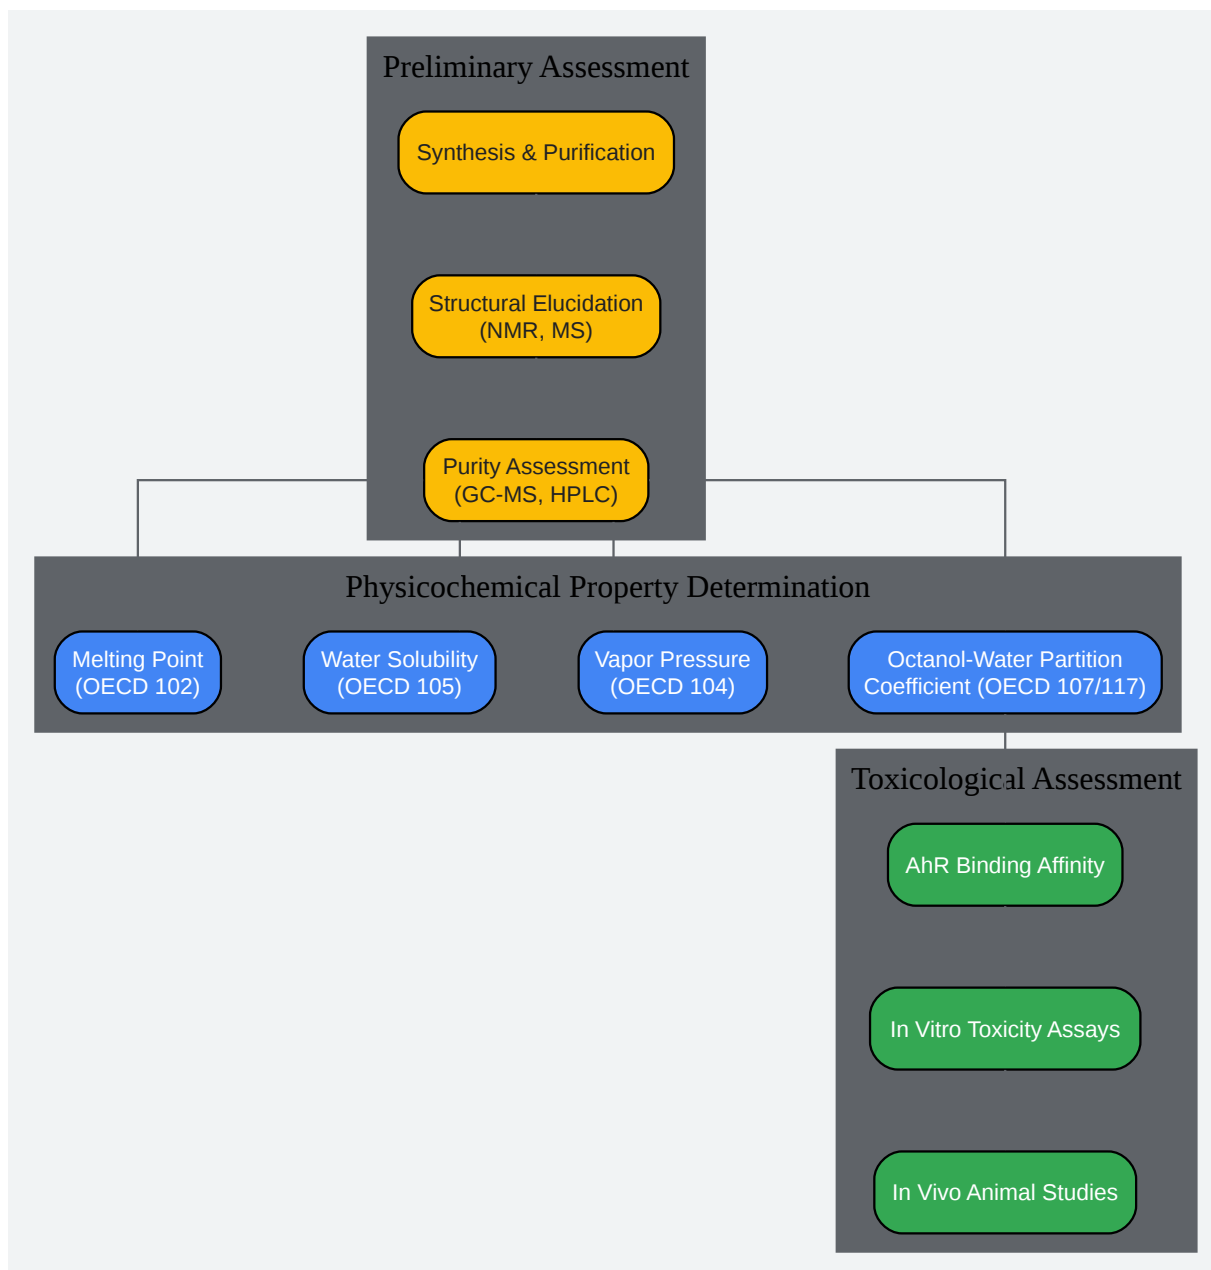 Preliminary Assessment
Synthesis & Purification
Structural Elucidation
(NMR, MS)
Purity Assessment
(GC-MS, HPLC)
Physicochemical Property Determination
Melting Point
(OECD 102)
Water Solubility
(OECD 105)
Vapor Pressure
(OECD 104)
Octanol-Water Partition
Coefficient (OECD 107/117)
Toxicological Assessment
AhR Binding Affinity
In Vitro Toxicity Assays
In Vivo Animal Studies